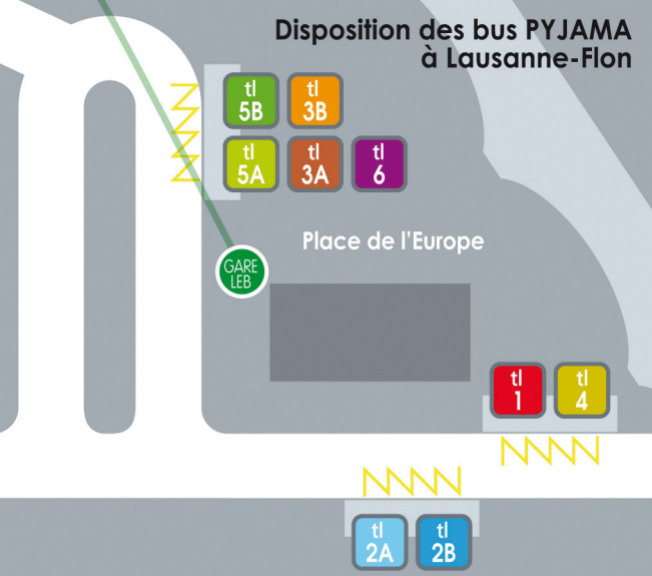 Disposition des bus PYJAMA
à Lausanne-Flon
tl
5B
tl
3B
tl
5A
tl
3A
tl
6
Place de l'Europe
GARE
LEB
tl
1
tl
4
tl
2A
tl
2B